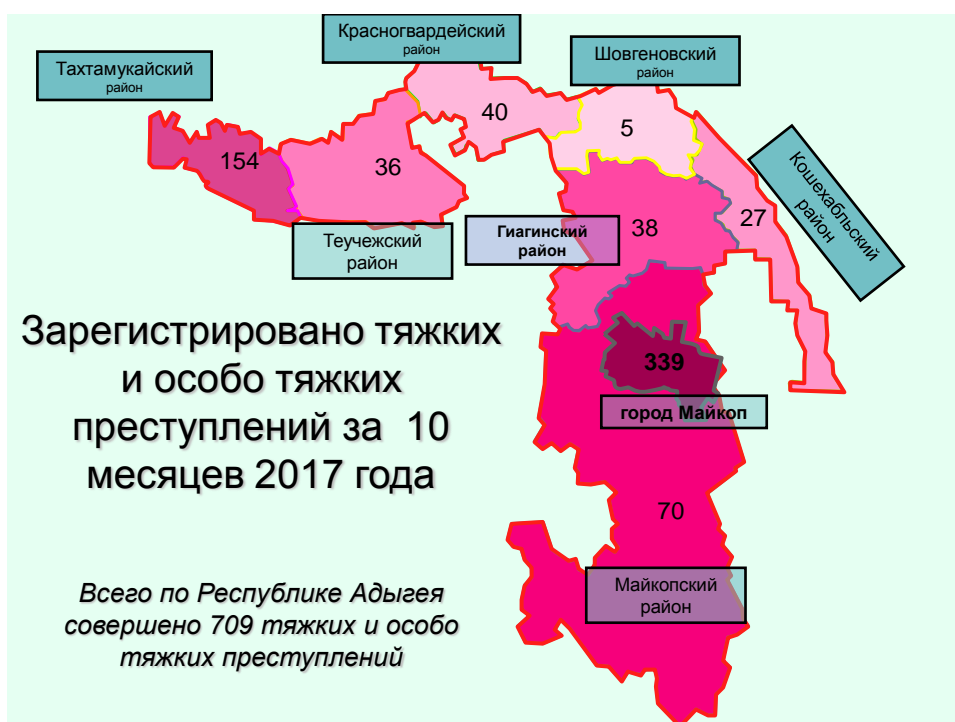 Красногвардейский
район
Шовгеновский
район
Тахтамукайский
район
40
5
154
36
Кошехабльский
район
27
38
Теучежский
район
Гиагинский
район
Зарегистрировано тяжких
и особо тяжких
преступлений за 10
месяцев 2017 года
339
город Майкоп
70
Майкопский
район
Всего по Республике Адыгея
совершено 709 тяжких и особо
тяжких преступлений